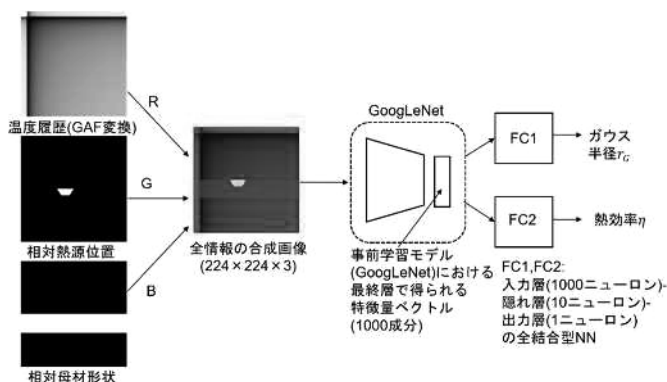 温度履歴(GAF変換)
R
相対熱源位置
G
相対母材形状
B
全情報の合成画像
(224×224×3)
GoogLeNet
事前学習モデル
(GoogLeNet)における
最終層で得られる
特徴量ベクトル
(1000成分)
FC1
ガウス
半径r_G
FC2
熱効率η
FC1,FC2:
入力層(1000ニューロン)-
隠れ層(10ニューロン)-
出力層(1ニューロン)
の全結合型NN